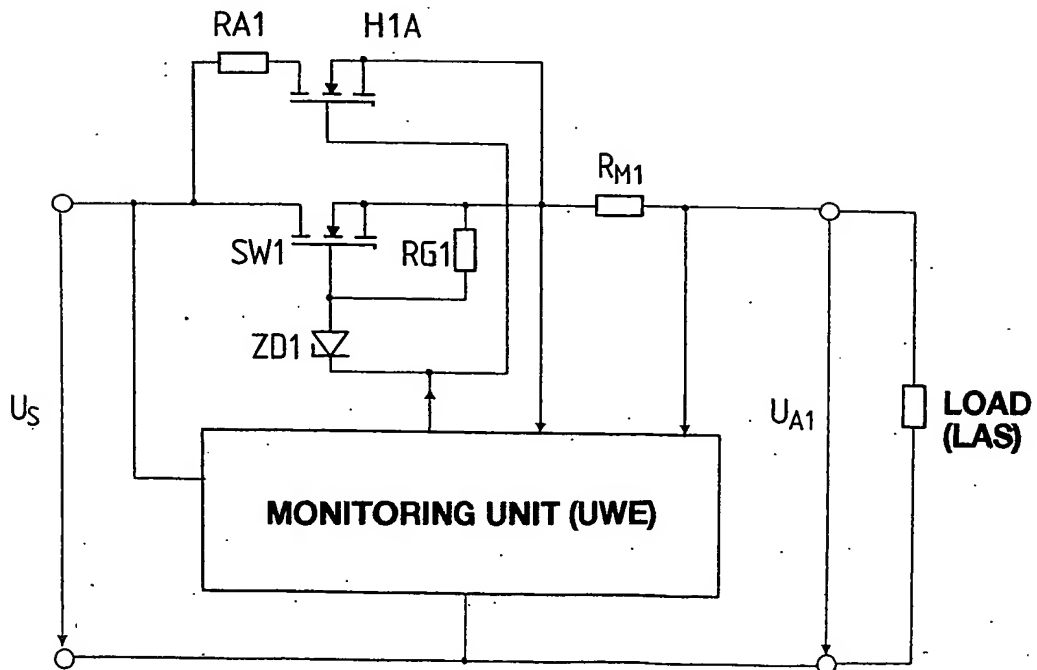 RA1
H1A
RM1
SW1
RG1
ZD1
US
UA1
LOAD
(LAS)
MONITORING UNIT (UWE)